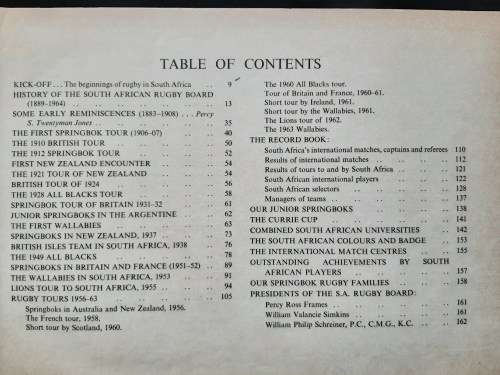 TABLE OF CONTENTS
KICK-OFF . . . The beginnings of rugby in South Africa .. 9
HISTORY OF THE SOUTH AFRICAN RUGBY BOARD
(1889–1964) .. .. .. .. .. 13
SOME EARLY REMINISCENCES (1883–1908) . . . Percy
S. Twentyman Jones .. .. .. .. .. 35
THE FIRST SPRINGBOK TOUR (1906–07) .. .. 40
THE 1910 BRITISH TOUR .. .. .. .. 50
THE 1912 SPRINGBOK TOUR .. .. .. .. 52
FIRST NEW ZEALAND ENCOUNTER .. .. .. 54
THE 1921 TOUR OF NEW ZEALAND .. .. .. 54
BRITISH TOUR OF 1924 .. .. .. .. 56
THE 1928 ALL BLACKS TOUR .. .. .. .. 58
SPRINGBOK TOUR OF BRITAIN 1931–32 .. .. 61
JUNIOR SPRINGBOKS IN THE ARGENTINE .. .. 62
THE FIRST WALLABIES .. .. .. .. 63
SPRINGBOKS IN NEW ZEALAND, 1937 .. .. 73
BRITISH ISLES TEAM IN SOUTH AFRICA, 1938 .. 76
THE 1949 ALL BLACKS .. .. .. .. 78
SPRINGBOKS IN BRITAIN AND FRANCE (1951–52) .. 89
THE WALLABIES IN SOUTH AFRICA, 1953 .. .. 91
LIONS TOUR TO SOUTH AFRICA, 1955 .. .. .. 94
RUGBY TOURS 1956-63 .. .. .. .. 105
Springboks in Australia and New Zealand, 1956.
The French tour, 1958.
Short tour by Scotland, 1960.
The 1960 All Blacks tour.
Tour of Britain and France, 1960–61.
Short tour by Ireland, 1961.
Short tour by the Wallabies, 1961.
The Lions tour of 1962.
The 1963 Wallabies.
THE RECORD BOOK:
South Africa's international matches, captains and referees 110
Results of international matches .. .. .. 112
Results of tours to and by South Africa .. .. 121
South African international players .. .. .. 122
South African selectors .. .. .. .. 128
Managers of teams .. .. .. .. 137
OUR JUNIOR SPRINGBOKS .. .. .. .. 138
THE CURRIE CUP .. .. .. .. .. 141
COMBINED SOUTH AFRICAN UNIVERSITIES .. .. 142
THE SOUTH AFRICAN COLOURS AND BADGE .. .. 153
THE INTERNATIONAL MATCH CENTRES .. .. 155
OUTSTANDING ACHIEVEMENTS BY SOUTH
AFRICAN PLAYERS .. .. .. .. 157
OUR SPRINGBOK RUGBY FAMILIES .. .. .. 158
PRESIDENTS OF THE S.A. RUGBY BOARD:
Percy Ross Frames .. .. .. .. .. 161
William Valancie Simkins .. .. .. .. 161
William Philip Schreiner, P.C., C.M.G., K.C. .. .. 162